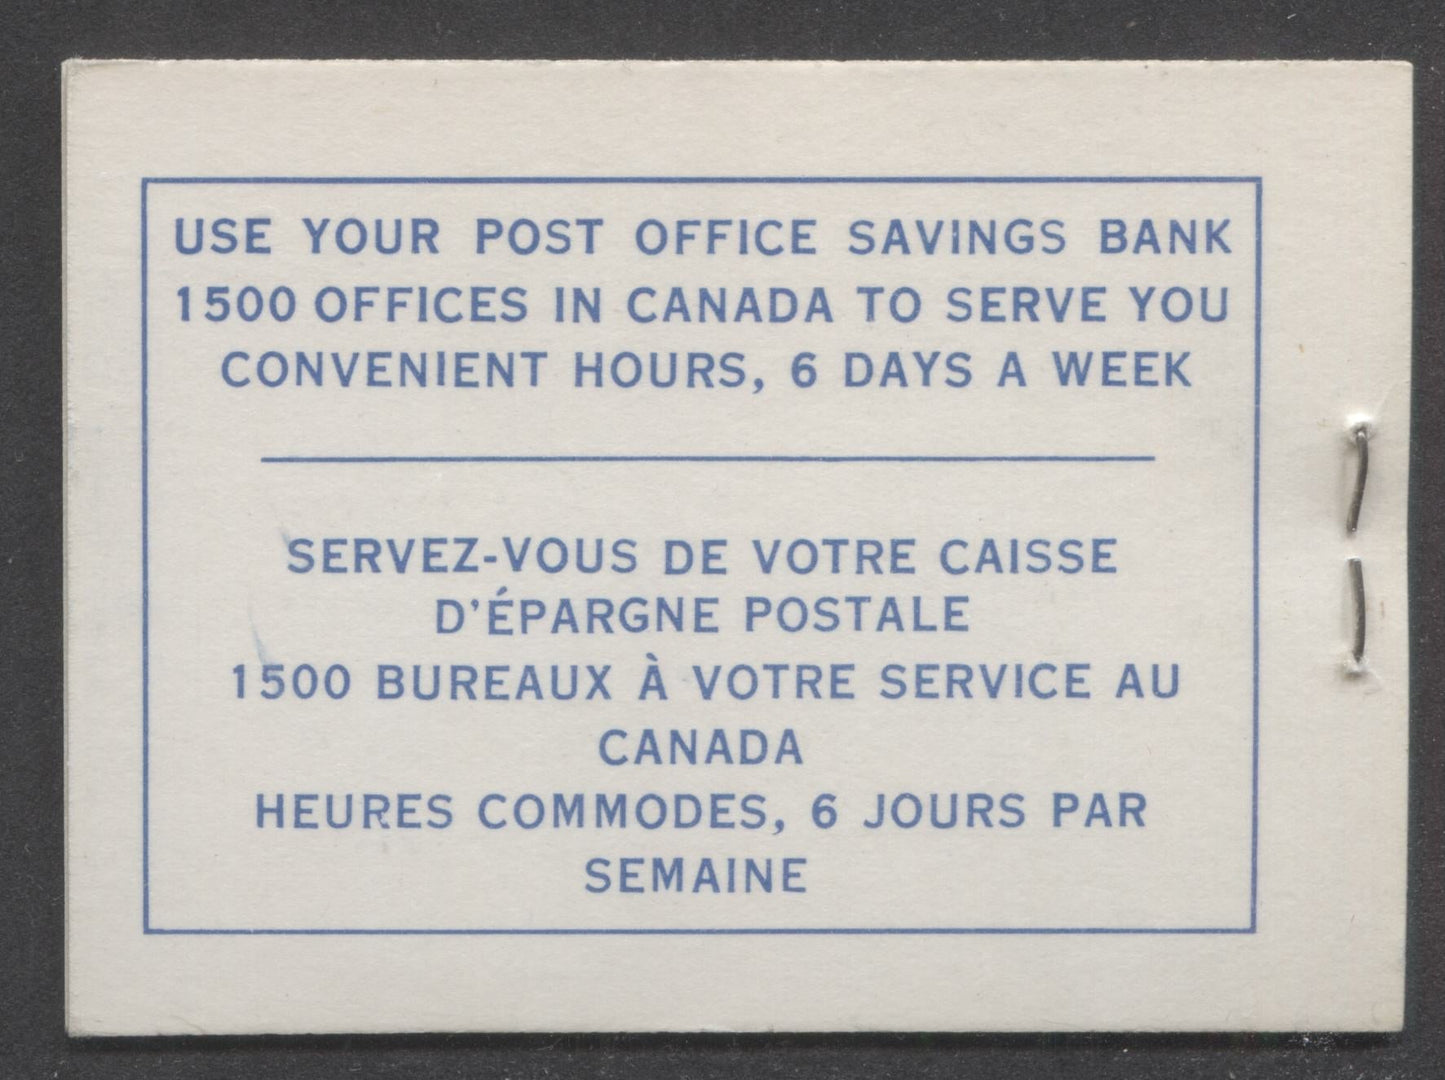 USE YOUR POST OFFICE SAVINGS BANK
1500 OFFICES IN CANADA TO SERVE YOU
CONVENIENT HOURS, 6 DAYS A WEEK
SERVEZ-VOUS DE VOTRE CAISSE
D'ÉPARGNE POSTALE
1500 BUREAUX À VOTRE SERVICE AU
CANADA
HEURES COMMODES, 6 JOURS PAR
SEMAINE